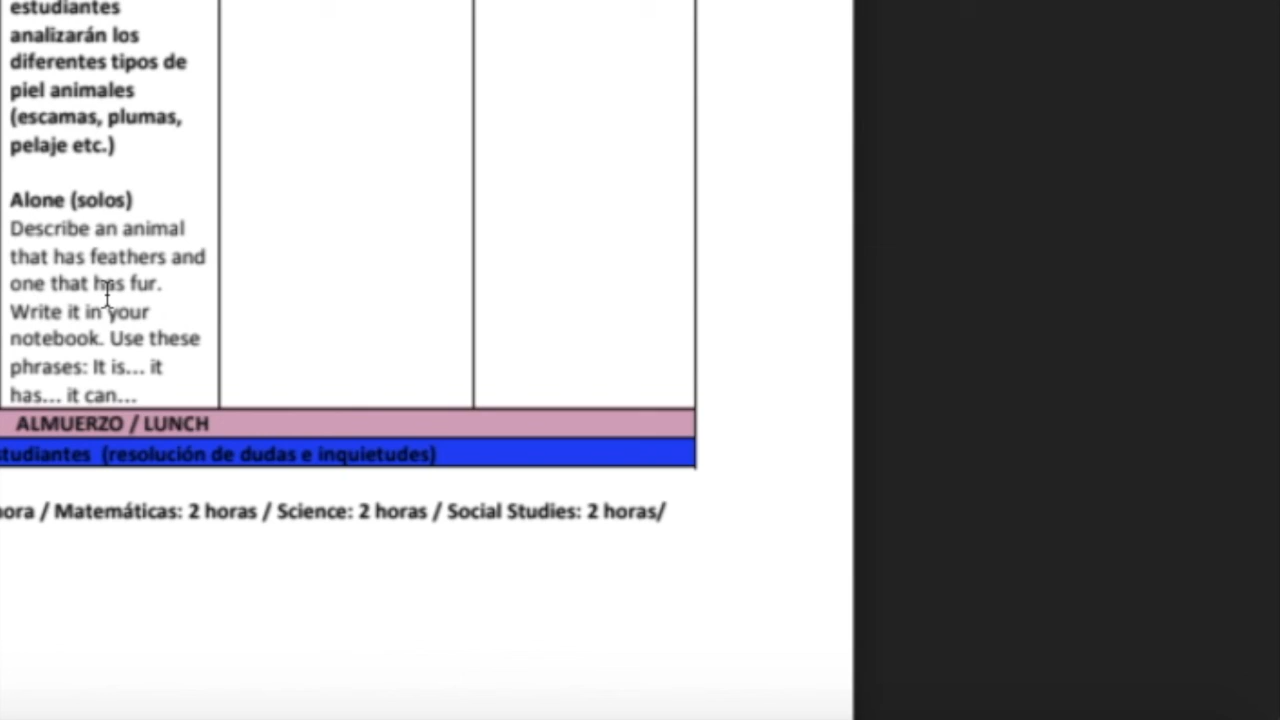 estudiantes
analizarán los
diferentes tipos de
piel animales
(escamas, plumas,
pelaje etc.)
Alone (solos)
Describe an animal
that has feathers and
one that has fur.
Write it in your
notebook. Use these
phrases: It is... it
has... it can...
ALMUERZO / LUNCH
(resolución de dudas e inquietudes)
/ Matemáticas: 2 horas / Science: 2 horas / Social Studies: 2 horas/